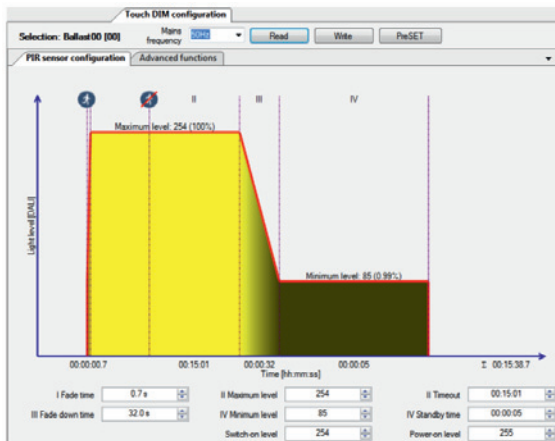 Touch DIM configuration
Selection: Ballast00 [00] Mains frequency 50Hz Read Write PreSET
PIR sensor configuration Advanced functions
II III IV
Maximum level: 254 (100%)
Light level [DALI]
Minimum level: 85 (0.99%)
00:00:00.7 00:15:01 00:00:32 00:00:05 Σ 00:15:38.7
Time [hh:mm:ss]
I Fade time 0.7 s II Maximum level 254 II Timeout 00:15:01
III Fade down time 32.0 s IV Minimum level 85 IV Standby time 00:00:05
Switch-on level 254 Power-on level 255